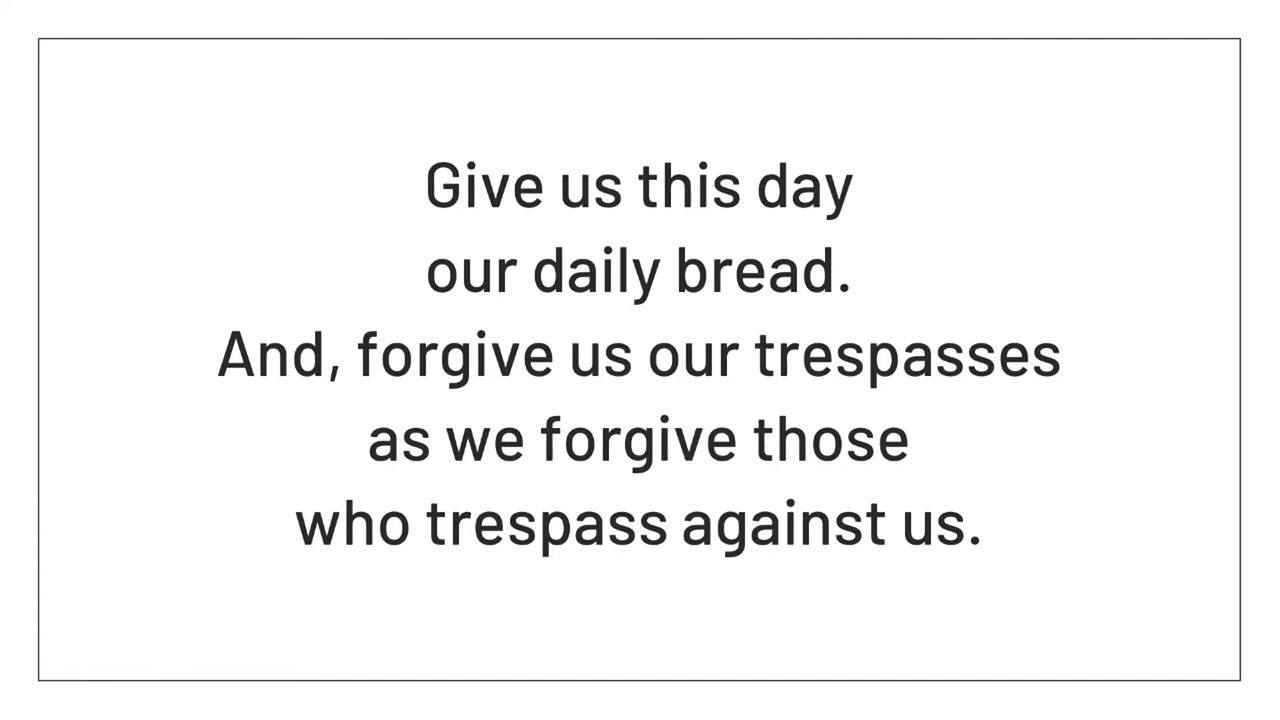 Give us this day
our daily bread.
And, forgive us our trespasses
as we forgive those
who trespass against us.